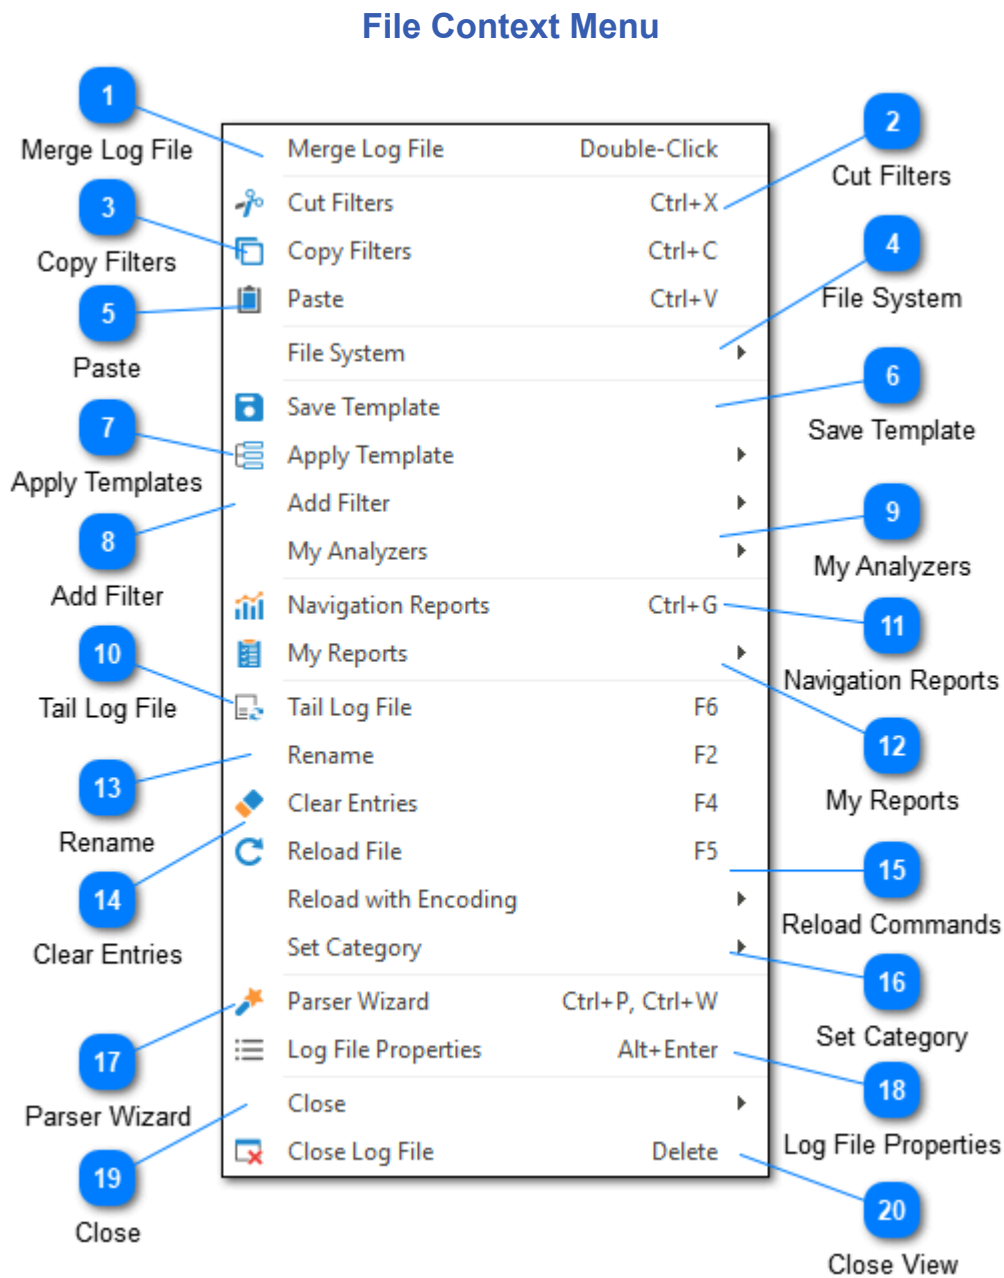 File Context Menu
1
Merge Log File
2
Cut Filters
3
Copy Filters
4
File System
5
Paste
6
Save Template
7
Apply Templates
8
Add Filter
9
My Analyzers
10
Tail Log File
11
Navigation Reports
12
My Reports
13
Rename
14
Clear Entries
15
Reload Commands
16
Set Category
17
Parser Wizard
18
Log File Properties
19
Close
20
Close View
Merge Log File Double-Click
Cut Filters Ctrl+X
Copy Filters Ctrl+C
Paste Ctrl+V
File System
Save Template
Apply Template
Add Filter
My Analyzers
Navigation Reports Ctrl+G
My Reports
Tail Log File F6
Rename F2
Clear Entries F4
Reload File F5
Reload with Encoding
Set Category
Parser Wizard Ctrl+P, Ctrl+W
Log File Properties Alt+Enter
Close
Close Log File Delete